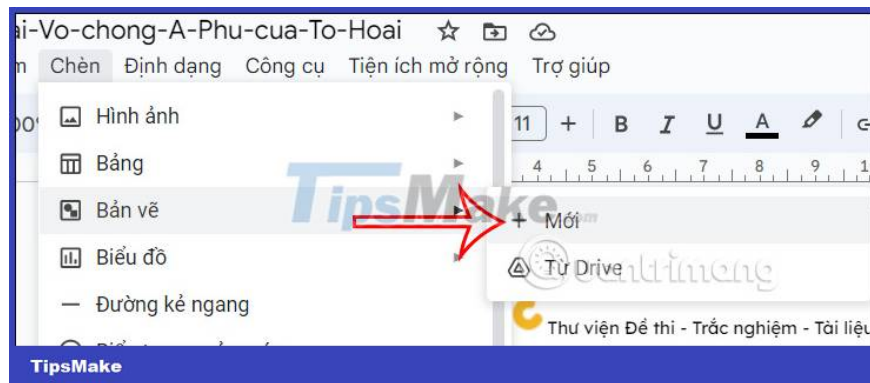 ai-Vo-chong-A-Phu-cua-To-Hoai
Chèn Định dạng Công cụ Tiện ích mở rộng Trợ giúp
Hình ảnh
11 + B I U A
Bảng
4 5 6 7 8 9 1
TipsMake.com
Bản vẽ
+ Mới
Biểu đồ
Từ Drive
Quantrimang
Đường kẻ ngang
Thư viện Đề thi - Trắc nghiệm - Tài liệu
TipsMake